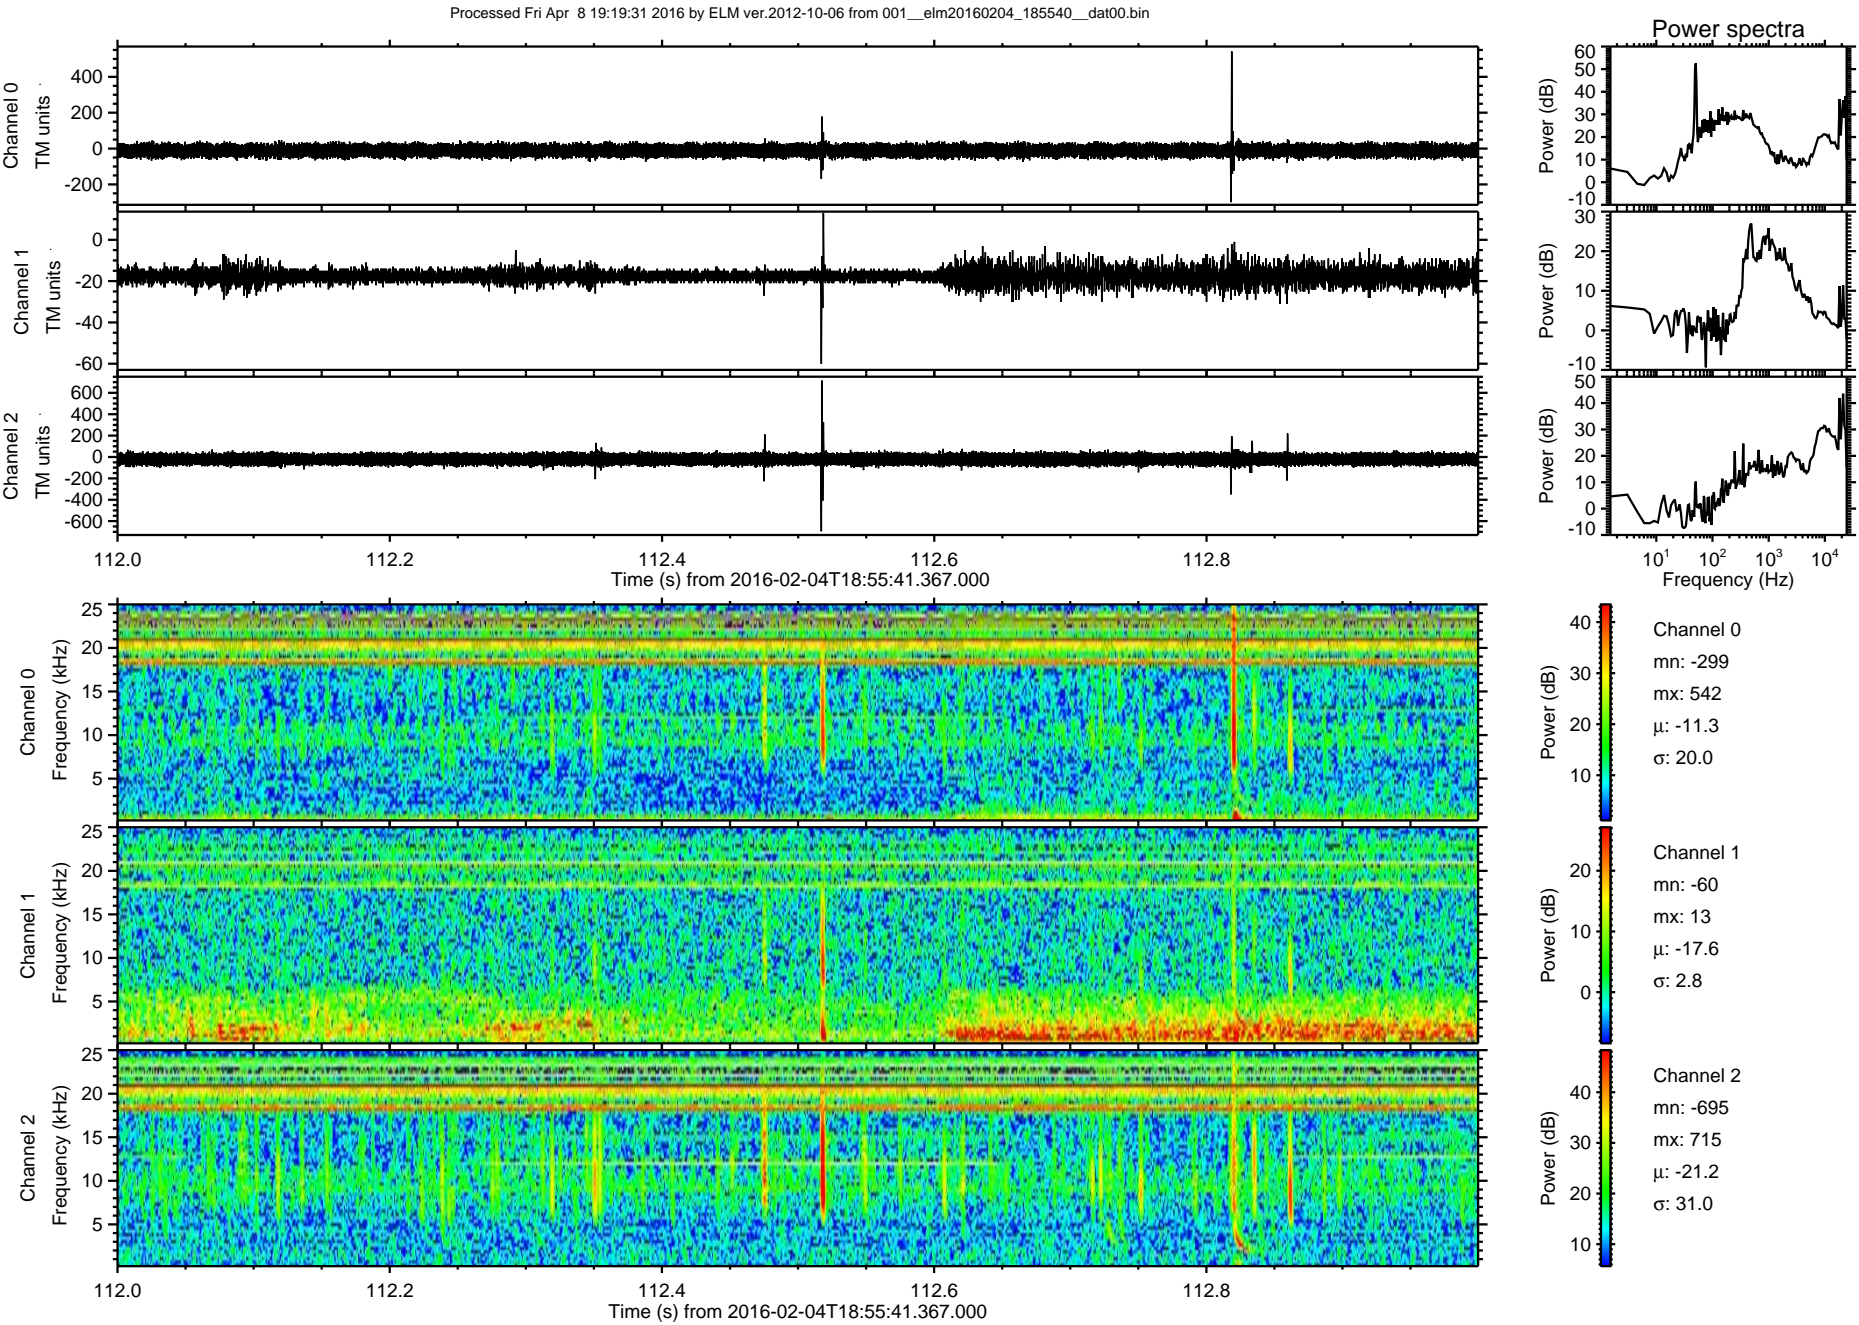 Processed Fri Apr  8 19:19:31 2016 by ELM ver.2012-10-06 from 001__elm20160204_185540__dat00.bin
Power spectra
Channel 0
TM units
400
200
0
-200
Power (dB)
60
50
40
30
20
10
0
-10
Channel 1
TM units
0
-20
-40
-60
Power (dB)
30
20
10
0
-10
Channel 2
TM units
600
400
200
0
-200
-400
-600
Power (dB)
50
40
30
20
10
0
-10
112.0 112.2 112.4 112.6 112.8
Time (s) from 2016-02-04T18:55:41.367.000
10¹ 10² 10³ 10⁴
Frequency (Hz)
Channel 0
Frequency (kHz)
25
20
15
10
5
Power (dB)
40
30
20
10
Channel 0
mn: -299
mx: 542
µ: -11.3
σ: 20.0
Channel 1
Frequency (kHz)
25
20
15
10
5
Power (dB)
20
10
0
Channel 1
mn: -60
mx: 13
µ: -17.6
σ: 2.8
Channel 2
Frequency (kHz)
25
20
15
10
5
Power (dB)
40
30
20
10
Channel 2
mn: -695
mx: 715
µ: -21.2
σ: 31.0
112.0 112.2 112.4 112.6 112.8
Time (s) from 2016-02-04T18:55:41.367.000